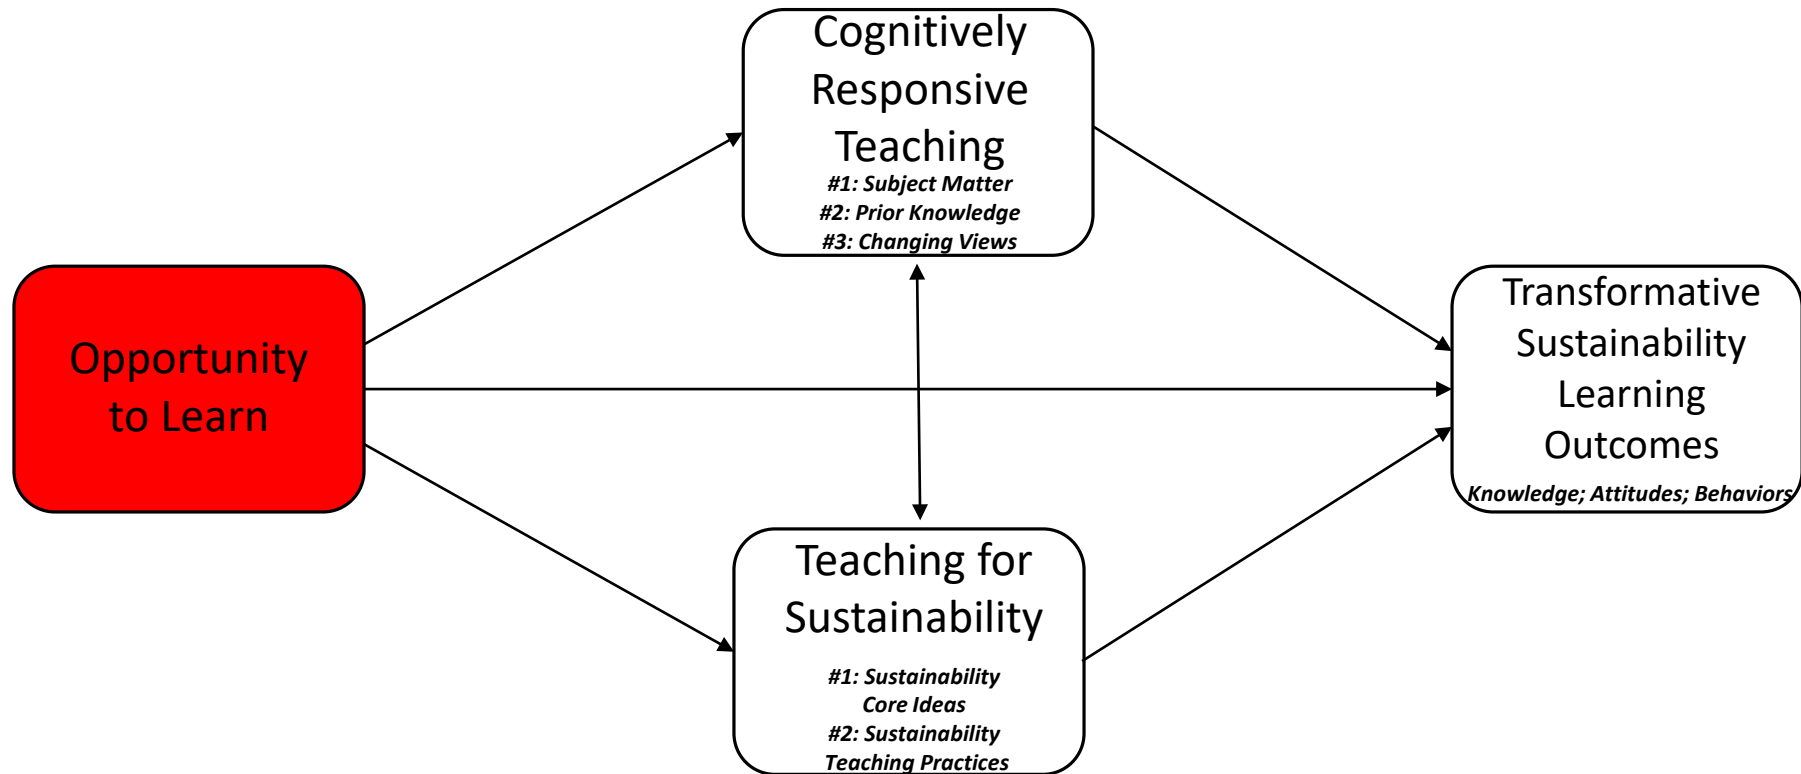 Cognitively
Responsive
Teaching
#1: Subject Matter
#2: Prior Knowledge
#3: Changing Views
Opportunity
to Learn
Transformative
Sustainability
Learning
Outcomes
Knowledge; Attitudes; Behaviors
Teaching for
Sustainability
#1: Sustainability
Core Ideas
#2: Sustainability
Teaching Practices